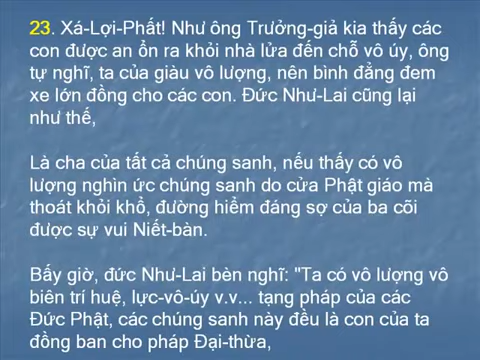 23. Xá-Lợi-Phất! Như ông Trưởng-giả kia thấy các
con được an ổn ra khỏi nhà lửa đến chỗ vô úy, ông
tự nghĩ, ta của giàu vô lượng, nên bình đẳng đem
xe lớn đồng cho các con. Đức Như-Lai cũng lại
như thế,
Là cha của tất cả chúng sanh, nếu thấy có vô
lượng nghìn ức chúng sanh do cửa Phật giáo mà
thoát khỏi khổ, đường hiểm đáng sợ của ba cõi
được sự vui Niết-bàn.
Bấy giờ, đức Như-Lai bèn nghĩ: "Ta có vô lượng vô
biên trí huệ, lực-vô-úy v.v... tạng pháp của các
Đức Phật, các chúng sanh này đều là con của ta
đồng ban cho pháp Đại-thừa,